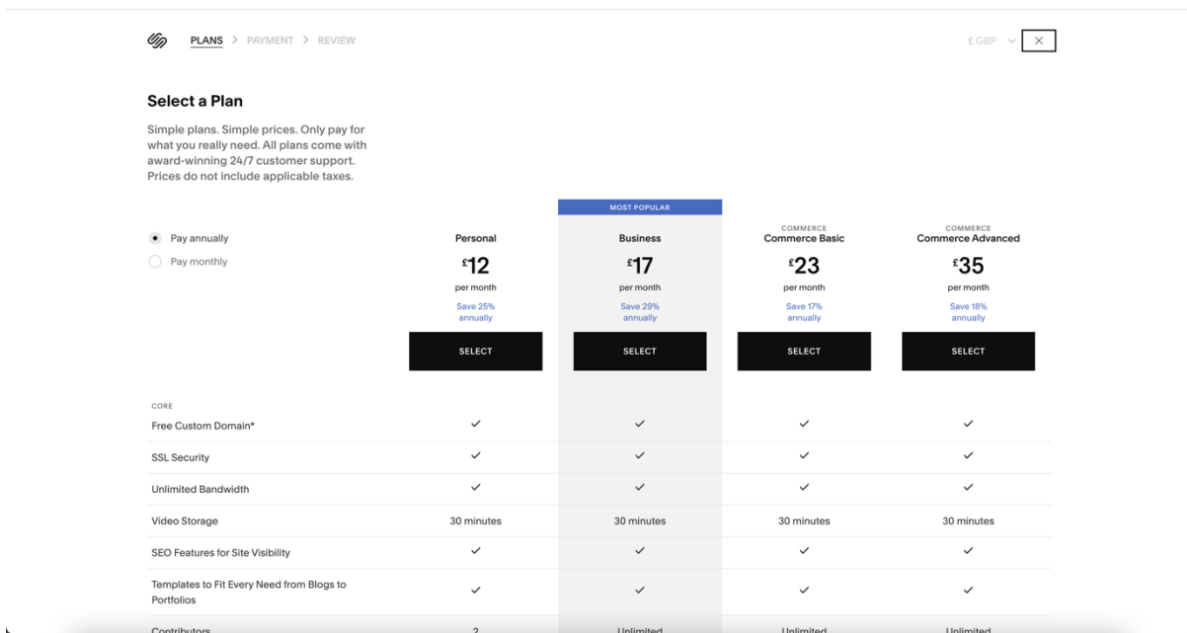 PLANS > PAYMENT > REVIEW
£ GBP
Select a Plan
Simple plans. Simple prices. Only pay for
what you really need. All plans come with
award-winning 24/7 customer support.
Prices do not include applicable taxes.
MOST POPULAR
COMMERCE COMMERCE
Pay annually Personal Business Commerce Basic Commerce Advanced
Pay monthly £12 £17 £23 £35
per month per month per month per month
Save 25% Save 29% Save 17% Save 18%
annually annually annually annually
SELECT SELECT SELECT SELECT
CORE
Free Custom Domain*
SSL Security
Unlimited Bandwidth
Video Storage 30 minutes 30 minutes 30 minutes 30 minutes
SEO Features for Site Visibility
Templates to Fit Every Need from Blogs to
Portfolios
Contributors 2 Unlimited Unlimited Unlimited